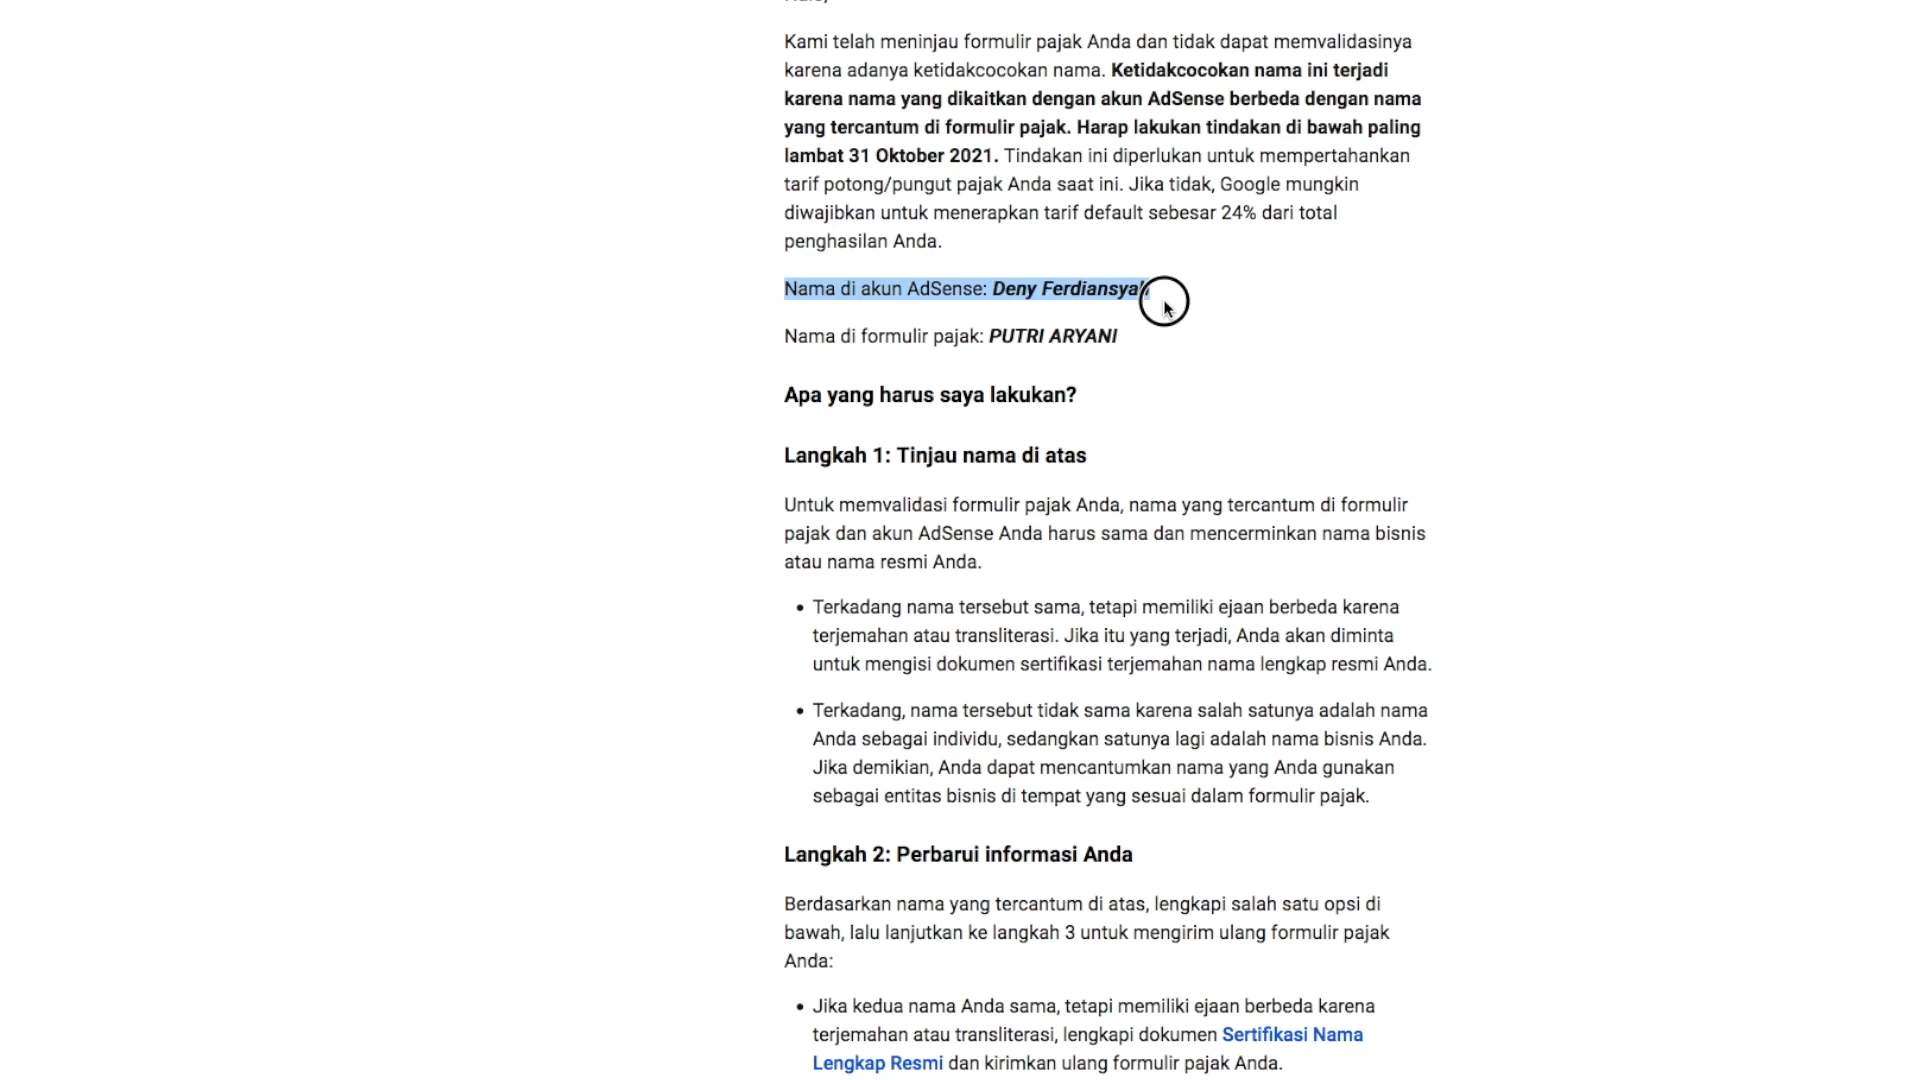 Kami telah meninjau formulir pajak Anda dan tidak dapat memvalidasinya
karena adanya ketidakcocokan nama. Ketidakcocokan nama ini terjadi
karena nama yang dikaitkan dengan akun AdSense berbeda dengan nama
yang tercantum di formulir pajak. Harap lakukan tindakan di bawah paling
lambat 31 Oktober 2021. Tindakan ini diperlukan untuk mempertahankan
tarif potong/pungut pajak Anda saat ini. Jika tidak, Google mungkin
diwajibkan untuk menerapkan tarif default sebesar 24% dari total
penghasilan Anda.
Nama di akun AdSense: Deny Ferdiansyah
Nama di formulir pajak: PUTRI ARYANI
Apa yang harus saya lakukan?
Langkah 1: Tinjau nama di atas
Untuk memvalidasi formulir pajak Anda, nama yang tercantum di formulir
pajak dan akun AdSense Anda harus sama dan mencerminkan nama bisnis
atau nama resmi Anda.
• Terkadang nama tersebut sama, tetapi memiliki ejaan berbeda karena
terjemahan atau transliterasi. Jika itu yang terjadi, Anda akan diminta
untuk mengisi dokumen sertifikasi terjemahan nama lengkap resmi Anda.
• Terkadang, nama tersebut tidak sama karena salah satunya adalah nama
Anda sebagai individu, sedangkan satunya lagi adalah nama bisnis Anda.
Jika demikian, Anda dapat mencantumkan nama yang Anda gunakan
sebagai entitas bisnis di tempat yang sesuai dalam formulir pajak.
Langkah 2: Perbarui informasi Anda
Berdasarkan nama yang tercantum di atas, lengkapi salah satu opsi di
bawah, lalu lanjutkan ke langkah 3 untuk mengirim ulang formulir pajak
Anda:
• Jika kedua nama Anda sama, tetapi memiliki ejaan berbeda karena
terjemahan atau transliterasi, lengkapi dokumen Sertifikasi Nama
Lengkap Resmi dan kirimkan ulang formulir pajak Anda.